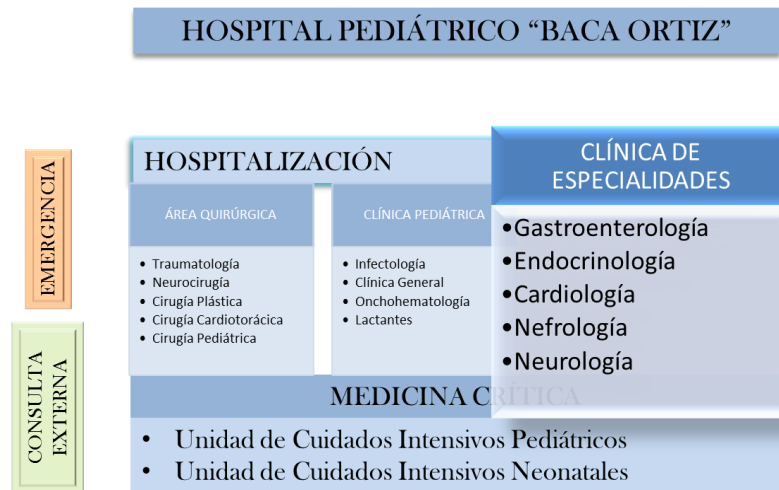 HOSPITAL PEDIÁTRICO “BACA ORTIZ”
EMERGENCIA
CONSULTA
EXTERNA
HOSPITALIZACIÓN
ÁREA QUIRÚRGICA
• Traumatología
• Neurocirugía
• Cirugía Plástica
• Cirugía Cardiotorácica
• Cirugía Pediátrica
CLÍNICA PEDIÁTRICA
• Infectología
• Clínica General
• Onchohematología
• Lactantes
CLÍNICA DE
ESPECIALIDADES
•Gastroenterología
•Endocrinología
•Cardiología
•Nefrología
•Neurología
MEDICINA CRÍTICA
• Unidad de Cuidados Intensivos Pediátricos
• Unidad de Cuidados Intensivos Neonatales